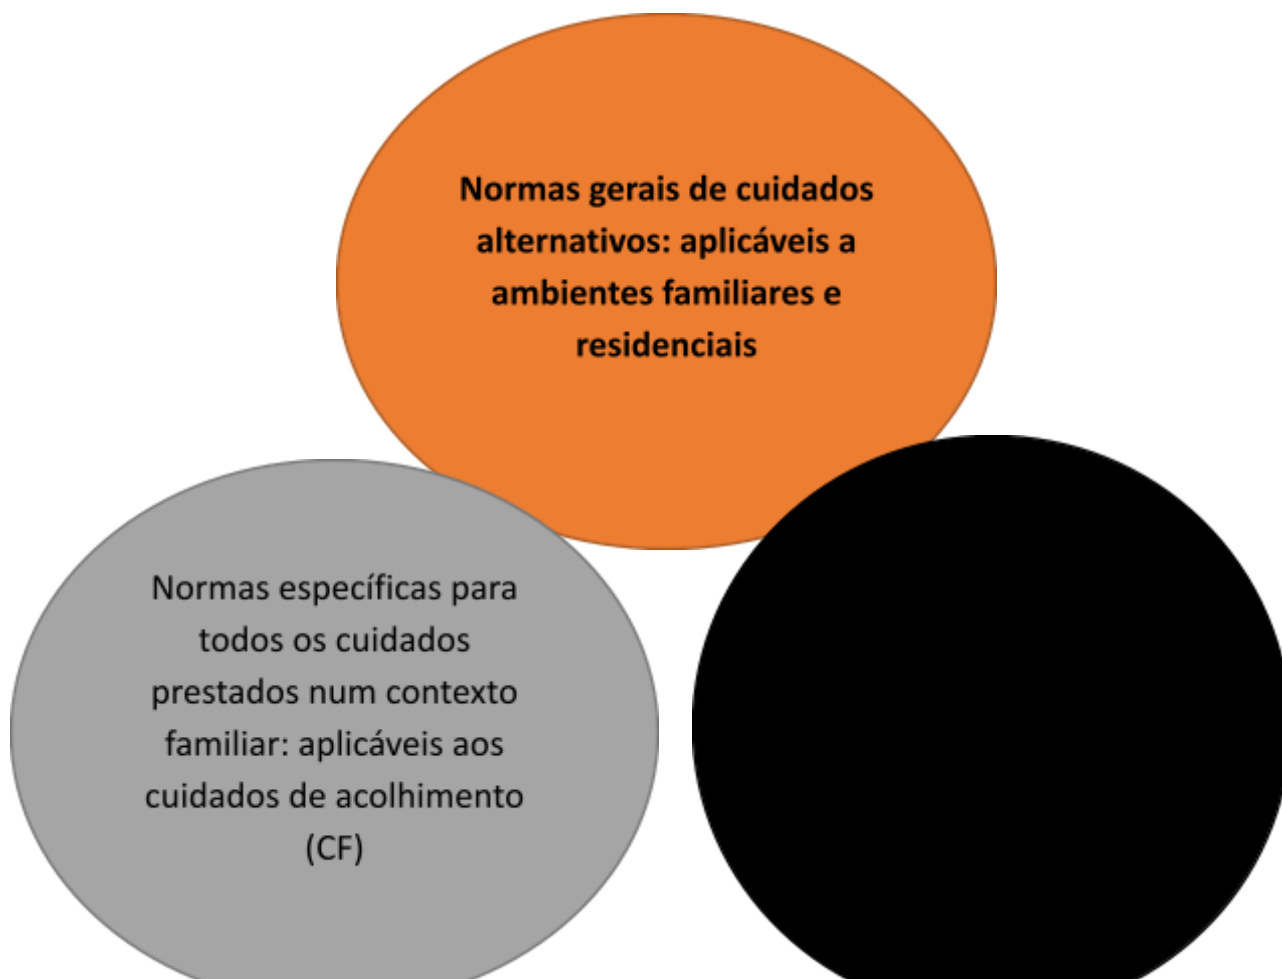 Normas gerais de cuidados
alternativos: aplicáveis a
ambientes familiares e
residenciais
Normas específicas para
todos os cuidados
prestados num contexto
familiar: aplicáveis aos
cuidados de acolhimento
(CF)